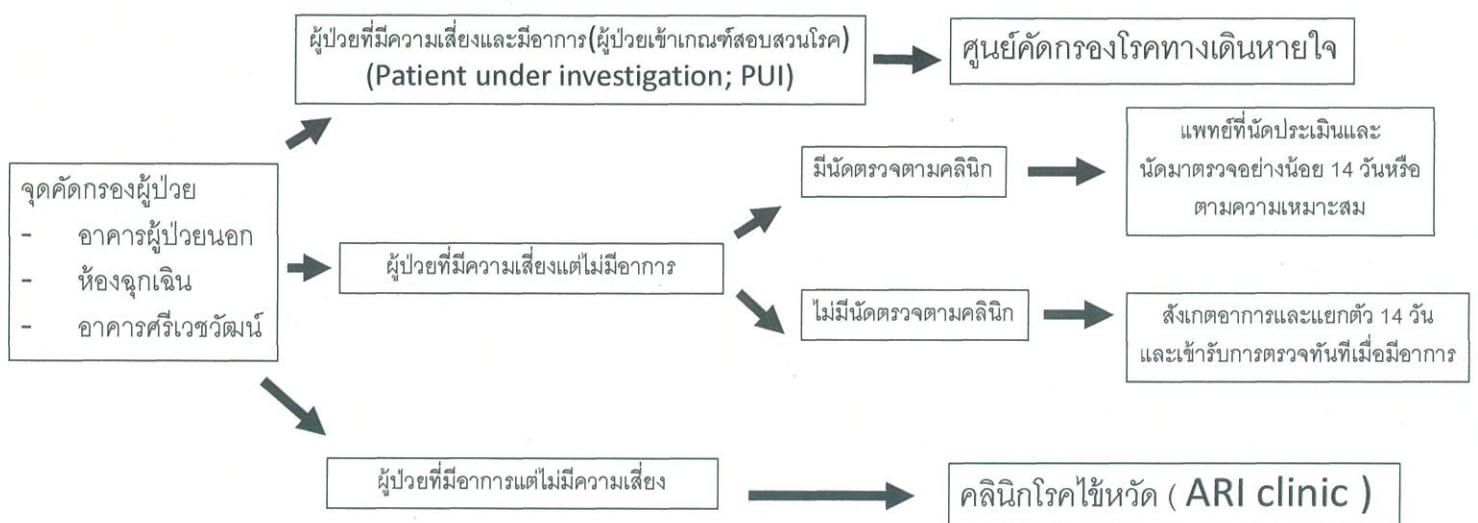 ผู้ป่วยที่มีความเสี่ยงและมีอาการ(ผู้ป่วยเข้าเกณฑ์สอบสวนโรค)
(Patient under investigation; PUI)
ศูนย์คัดกรองโรคทางเดินหายใจ
จุดคัดกรองผู้ป่วย
- อาคารผู้ป่วยนอก
- ห้องฉุกเฉิน
- อาคารศรีเวชวัฒน์
ผู้ป่วยที่มีความเสี่ยงแต่ไม่มีอาการ
มีนัดตรวจตามคลินิก
แพทย์ที่นัดประเมินและ
นัดมาตรวจอย่างน้อย 14 วันหรือ
ตามความเหมาะสม
ไม่มีนัดตรวจตามคลินิก
สังเกตอาการและแยกตัว 14 วัน
และเข้ารับการตรวจทันทีเมื่อมีอาการ
ผู้ป่วยที่มีอาการแต่ไม่มีความเสี่ยง
คลินิกโรคไข้หวัด ( ARI clinic )